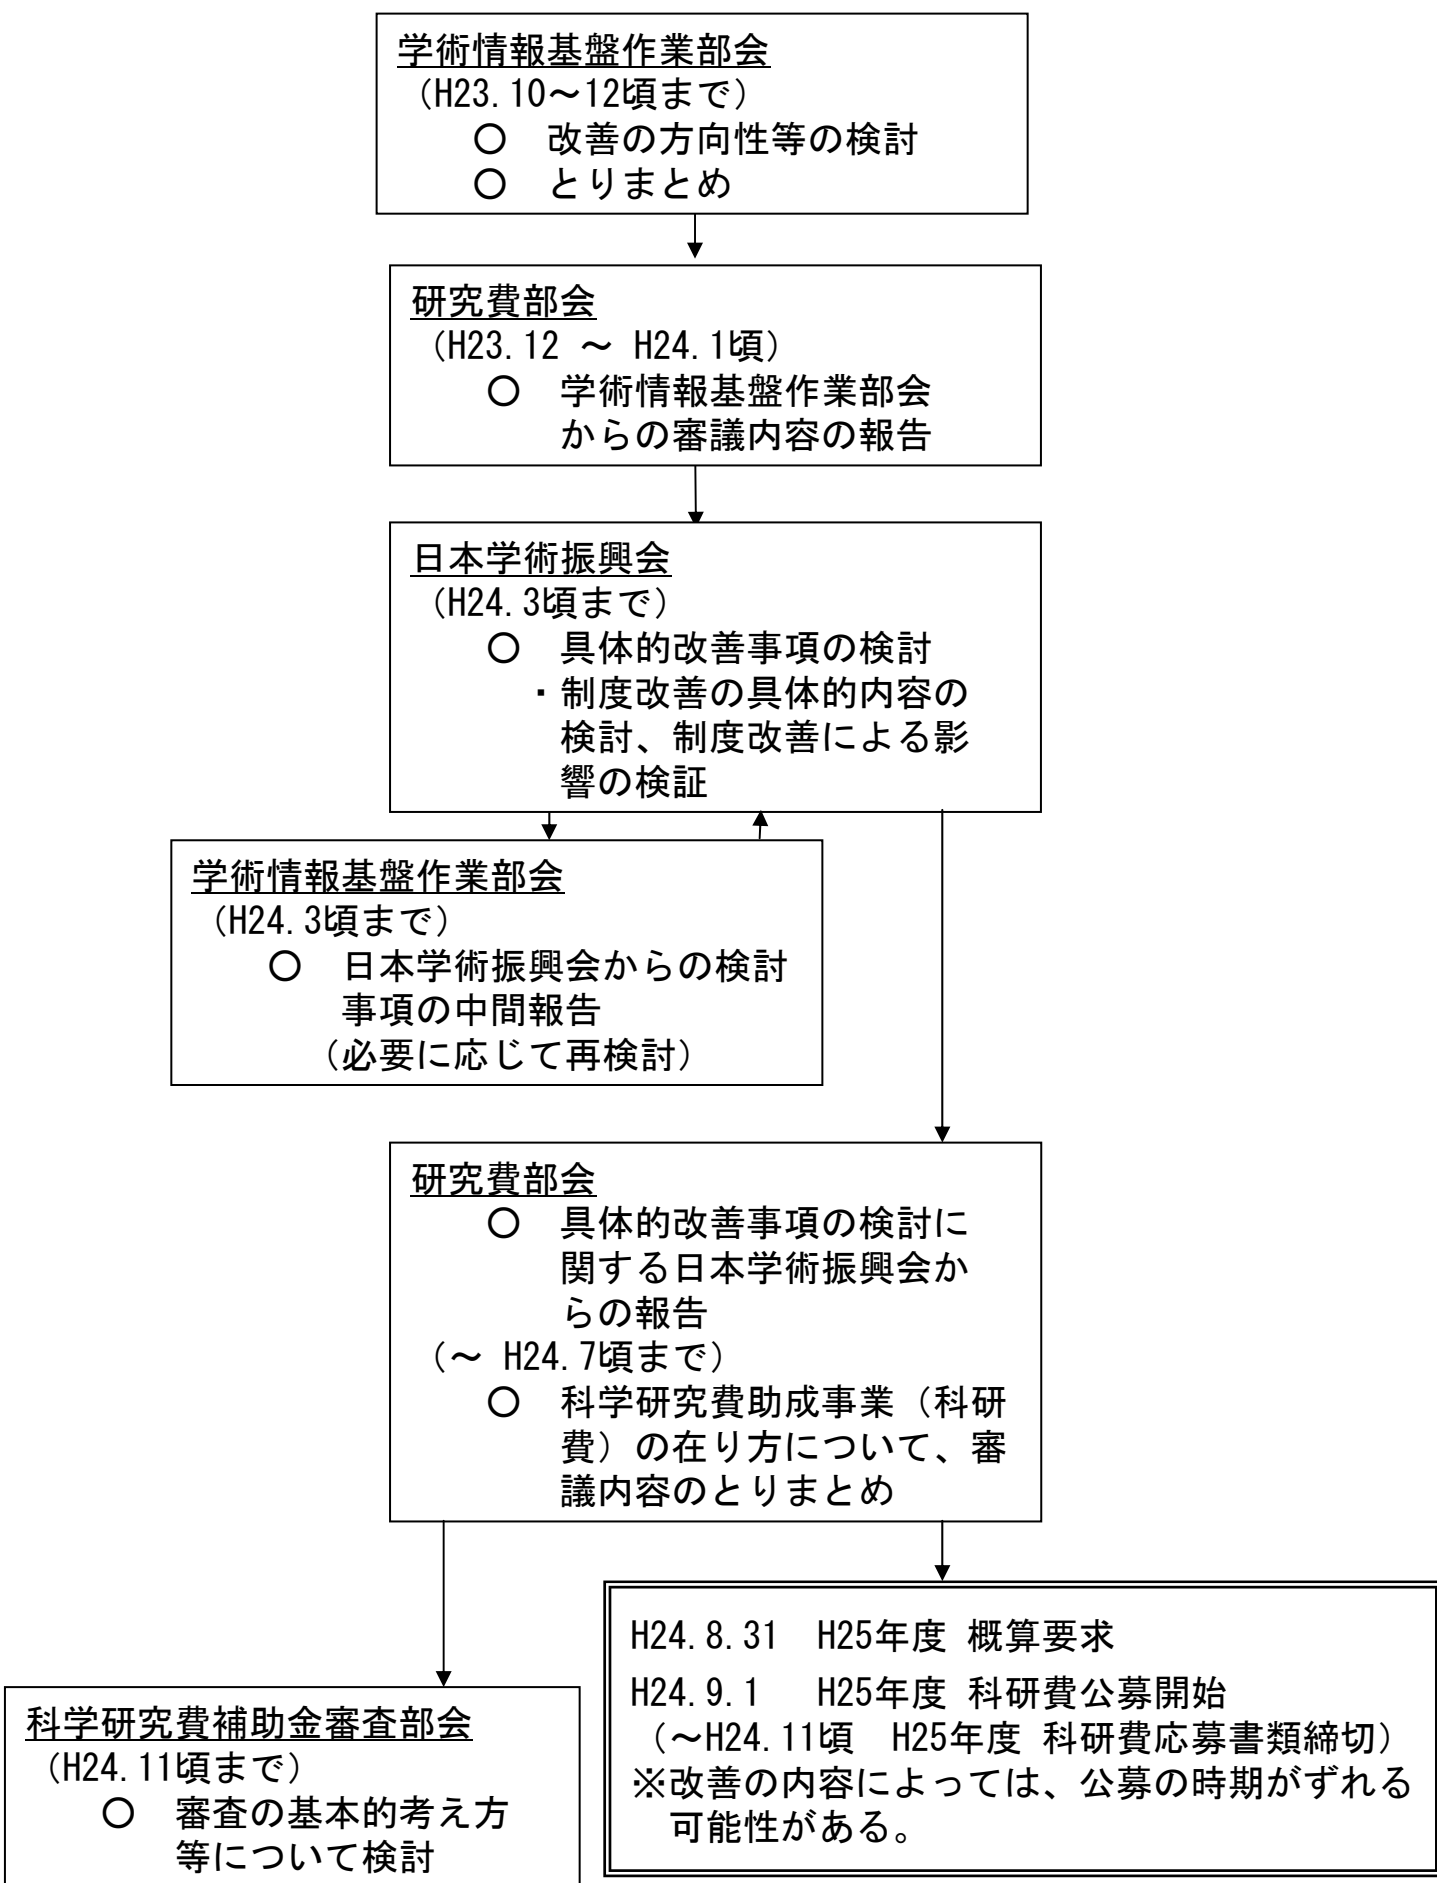 学術情報基盤作業部会
（H23.10～12頃まで）
○　改善の方向性等の検討
○　とりまとめ
研究費部会
（H23.12 ～ H24.1頃）
○　学術情報基盤作業部会
からの審議内容の報告
日本学術振興会
（H24.3頃まで）
○　具体的改善事項の検討
・制度改善の具体的内容の
検討、制度改善による影
響の検証
学術情報基盤作業部会
（H24.3頃まで）
○　日本学術振興会からの検討
事項の中間報告
（必要に応じて再検討）
研究費部会
○　具体的改善事項の検討に
関する日本学術振興会か
らの報告
（～ H24.7頃まで）
○　科学研究費助成事業（科研
費）の在り方について、審
議内容のとりまとめ
H24.8.31　H25年度 概算要求
H24.9.1　 H25年度 科研費公募開始
（～H24.11頃　H25年度 科研費応募書類締切）
※改善の内容によっては、公募の時期がずれる
可能性がある。
科学研究費補助金審査部会
（H24.11頃まで）
○　審査の基本的考え方
等について検討